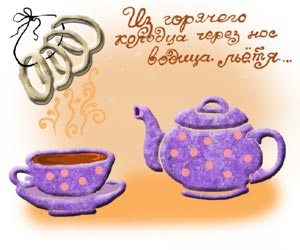 Из горячего
колодца через нос
водица льётся...